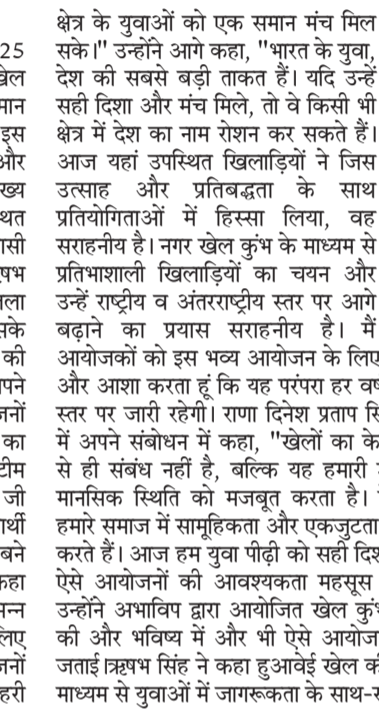 क्षेत्र के युवाओं को एक समान मंच मिल
सके।" उन्होंने आगे कहा, "भारत के युवा,
देश की सबसे बड़ी ताकत हैं। यदि उन्हें
सही दिशा और मंच मिले, तो वे किसी भी
क्षेत्र में देश का नाम रोशन कर सकते हैं।
आज यहां उपस्थित खिलाड़ियों ने जिस
उत्साह और प्रतिबद्धता के साथ
प्रतियोगिताओं में हिस्सा लिया, वह
सराहनीय है। नगर खेल कुंभ के माध्यम से
प्रतिभाशाली खिलाड़ियों का चयन और
उन्हें राष्ट्रीय व अंतरराष्ट्रीय स्तर पर आगे
बढ़ाने का प्रयास सराहनीय है। मैं
आयोजकों को इस भव्य आयोजन के लिए
और आशा करता हूं कि यह परंपरा हर
स्तर पर जारी रहेगी। राणा दिनेश प्रताप
में अपने संबोधन में कहा, "खेलों का
से ही संबंध नहीं है, बल्कि यह हमारी
मानसिक स्थिति को मजबूत करता है।
हमारे समाज में सामूहिकता और एकजुटता
करते हैं। आज हम युवा पीढ़ी को सही
ऐसे आयोजनों की आवश्यकता महसूस
उन्होंने अभाविप द्वारा आयोजित खेल
की और भविष्य में और भी ऐसे
जताई।ऋषभ सिंह ने कहा हुआवेई खेल
माध्यम से युवाओं में जागरूकता के साथ-
25